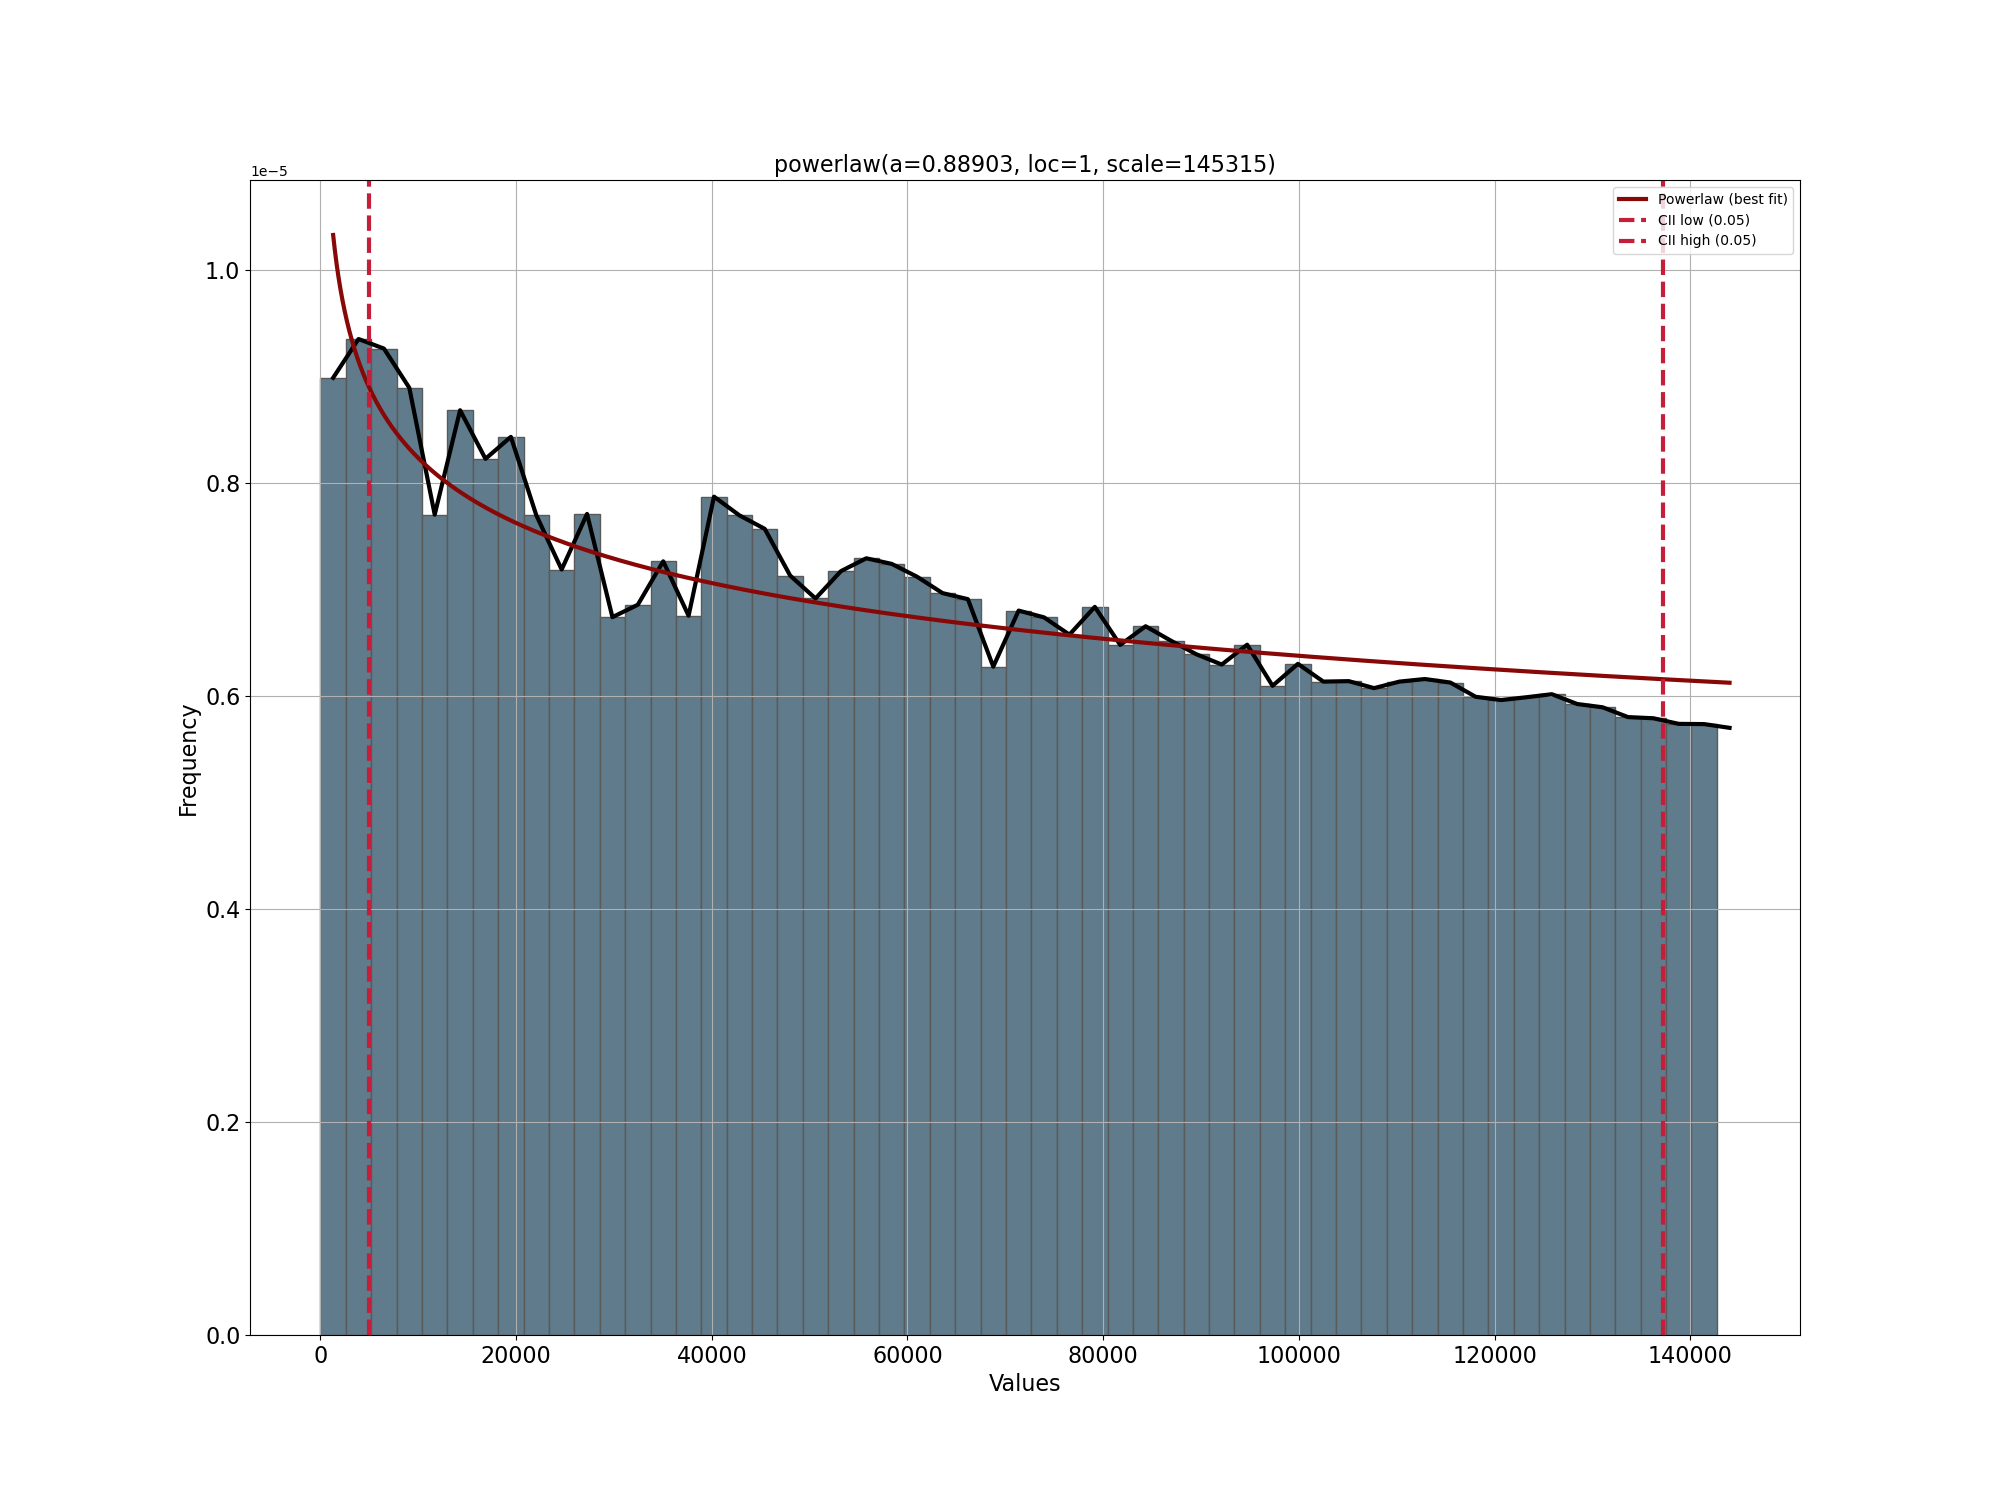 powerlaw(a=0.88903, loc=1, scale=145315)
1e−5
Powerlaw (best fit)
CII low (0.05)
CII high (0.05)
1.0
0.8
0.6
0.4
0.2
0.0
Frequency
0 20000 40000 60000 80000 100000 120000 140000
Values